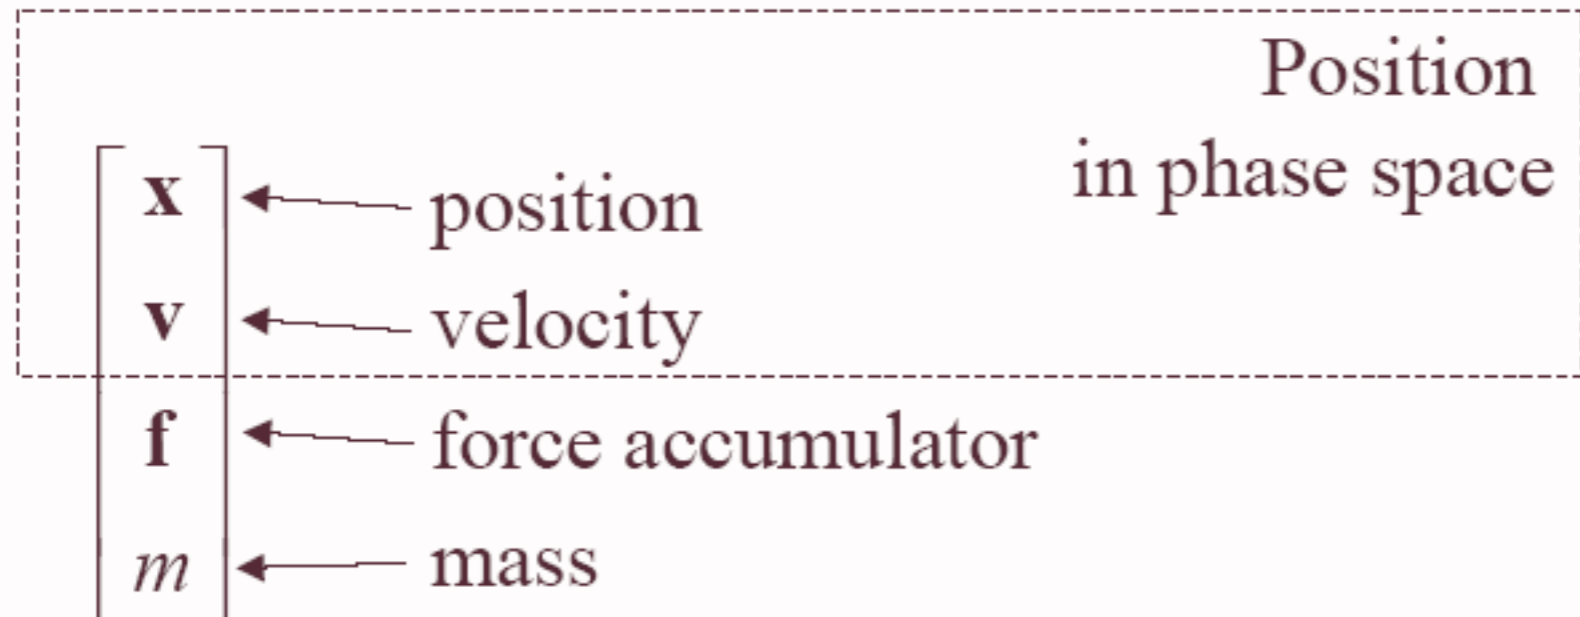 Position
in phase space
x position
v velocity
f force accumulator
m mass